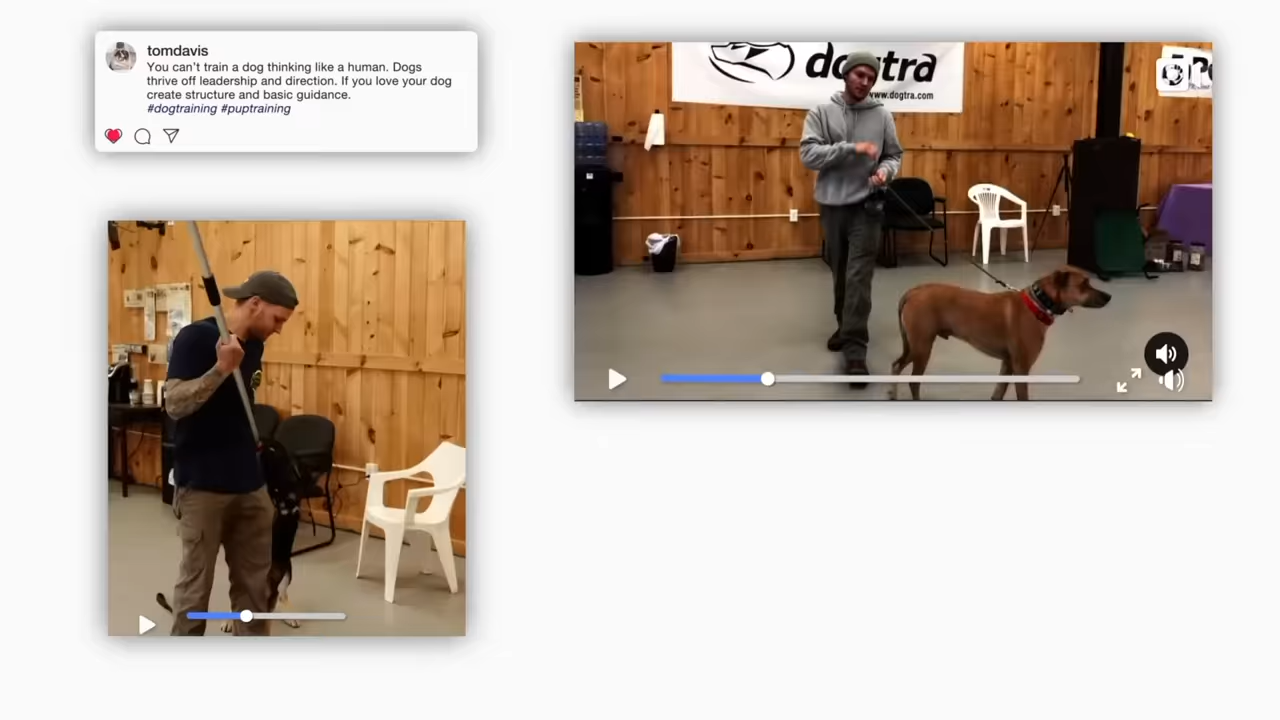 tomdavis
You can't train a dog thinking like a human. Dogs
thrive off leadership and direction. If you love your dog
create structure and basic guidance.
#dogtraining #puptraining
dogtra
www.dogtra.com